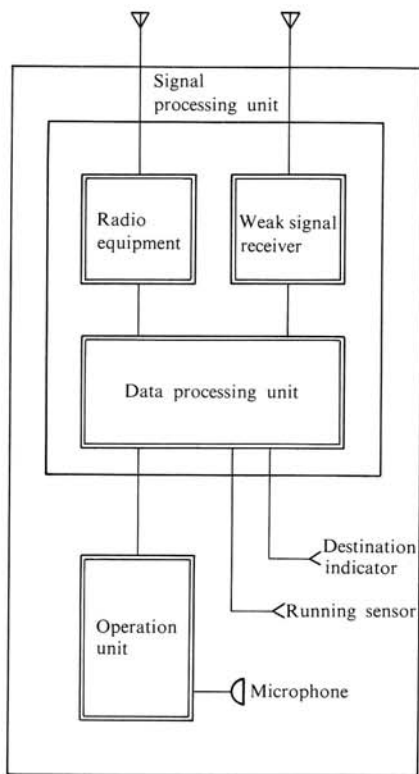 Signal
processing unit
Radio
equipment
Weak signal
receiver
Data processing unit
Destination
indicator
Running sensor
Operation
unit
Microphone